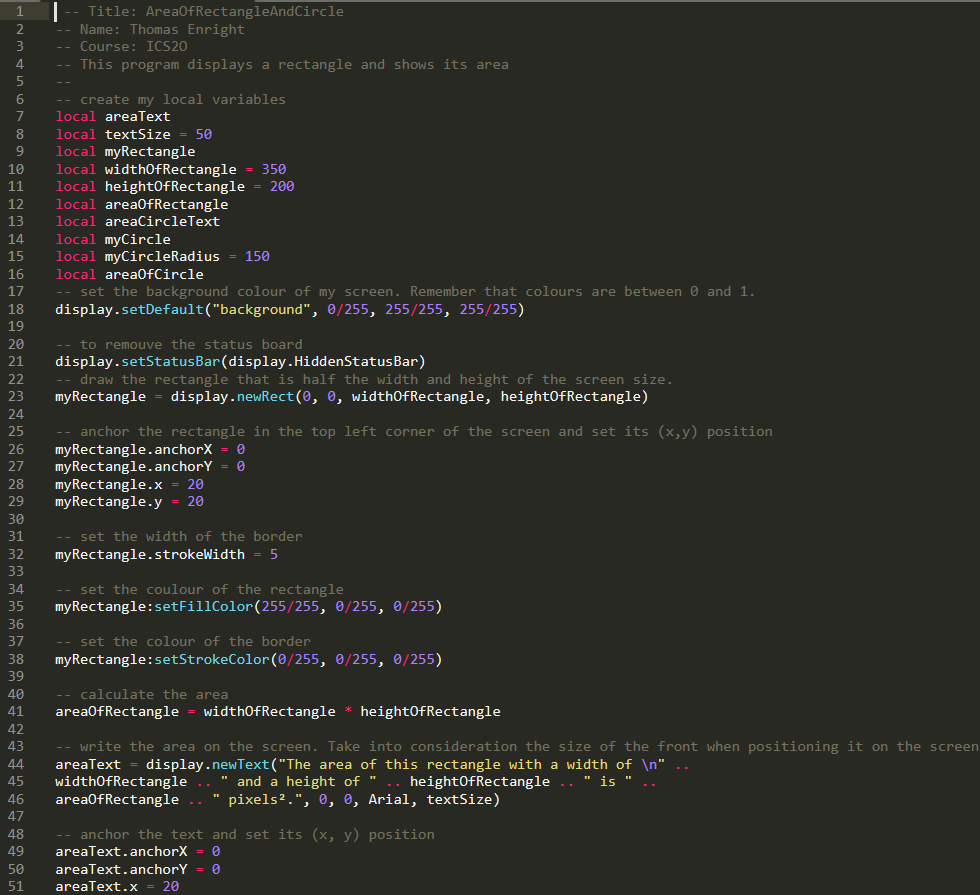 1 -- Title: AreaOfRectangleAndCircle
2 -- Name: Thomas Enright
3 -- Course: ICS2O
4 -- This program displays a rectangle and shows its area
5 --
6 -- create my local variables
7 local areaText
8 local textSize = 50
9 local myRectangle
10 local widthOfRectangle = 350
11 local heightOfRectangle = 200
12 local areaOfRectangle
13 local areaCircleText
14 local myCircle
15 local myCircleRadius = 150
16 local areaOfCircle
17 -- set the background colour of my screen. Remember that colours are between 0 and 1.
18 display.setDefault("background", 0/255, 255/255, 255/255)
19
20 -- to remouve the status board
21 display.setStatusBar(display.HiddenStatusBar)
22 -- draw the rectangle that is half the width and height of the screen size.
23 myRectangle = display.newRect(0, 0, widthOfRectangle, heightOfRectangle)
24
25 -- anchor the rectangle in the top left corner of the screen and set its (x,y) position
26 myRectangle.anchorX = 0
27 myRectangle.anchorY = 0
28 myRectangle.x = 20
29 myRectangle.y = 20
30
31 -- set the width of the border
32 myRectangle.strokeWidth = 5
33
34 -- set the coulour of the rectangle
35 myRectangle:setFillColor(255/255, 0/255, 0/255)
36
37 -- set the colour of the border
38 myRectangle:setStrokeColor(0/255, 0/255, 0/255)
39
40 -- calculate the area
41 areaOfRectangle = widthOfRectangle * heightOfRectangle
42
43 -- write the area on the screen. Take into consideration the size of the front when positioning it on the screen
44 areaText = display.newText("The area of this rectangle with a width of \n" ..
45 widthOfRectangle .. " and a height of " .. heightOfRectangle .. " is " ..
46 areaOfRectangle .. " pixels².", 0, 0, Arial, textSize)
47
48 -- anchor the text and set its (x, y) position
49 areaText.anchorX = 0
50 areaText.anchorY = 0
51 areaText.x = 20